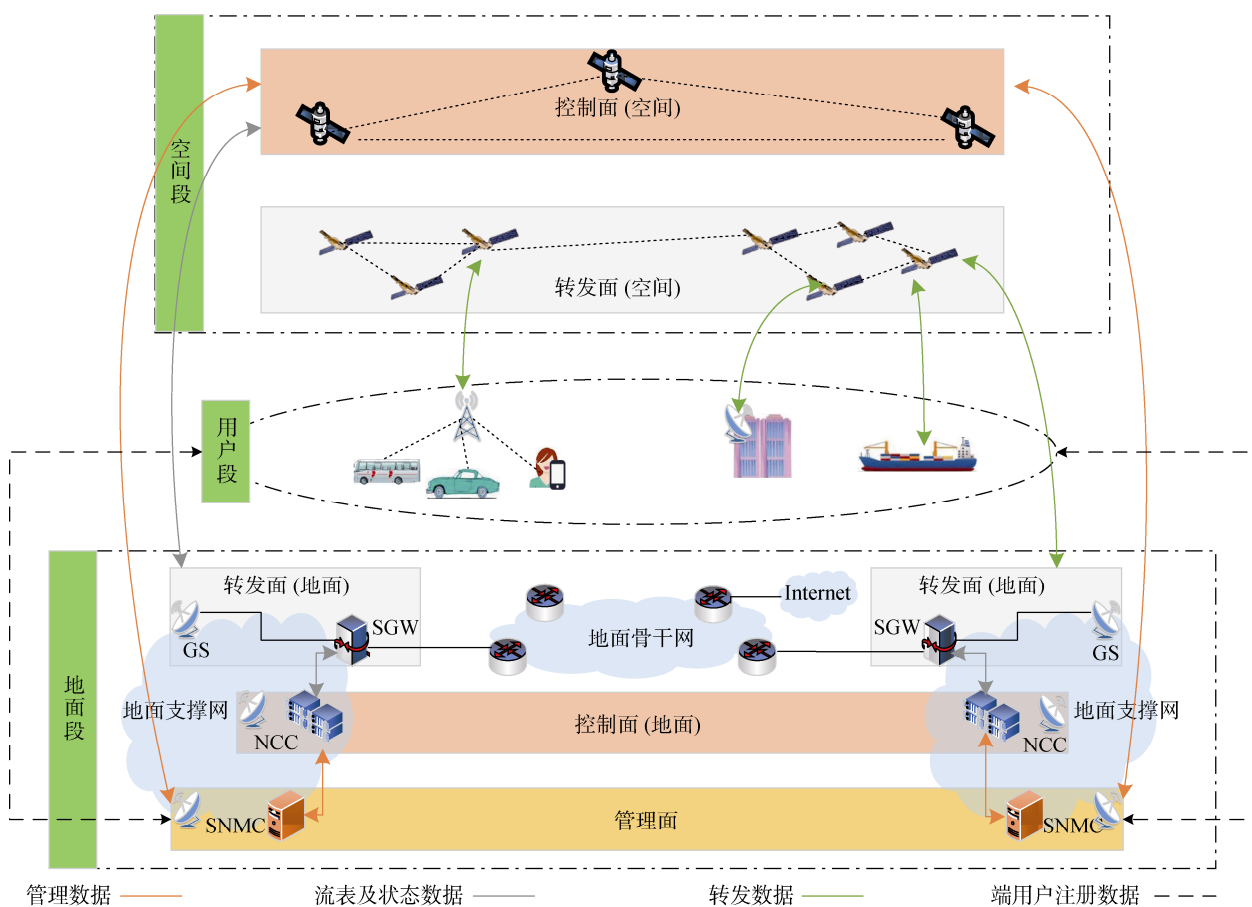 控制面 (空间)
空间段
转发面 (空间)
用户段
转发面 (地面)
转发面 (地面)
Internet
SGW
地面骨干网
SGW
GS
GS
地面段
地面支撑网
控制面 (地面)
地面支撑网
NCC
NCC
SNMC
管理面
SNMC
管理数据
流表及状态数据
转发数据
端用户注册数据